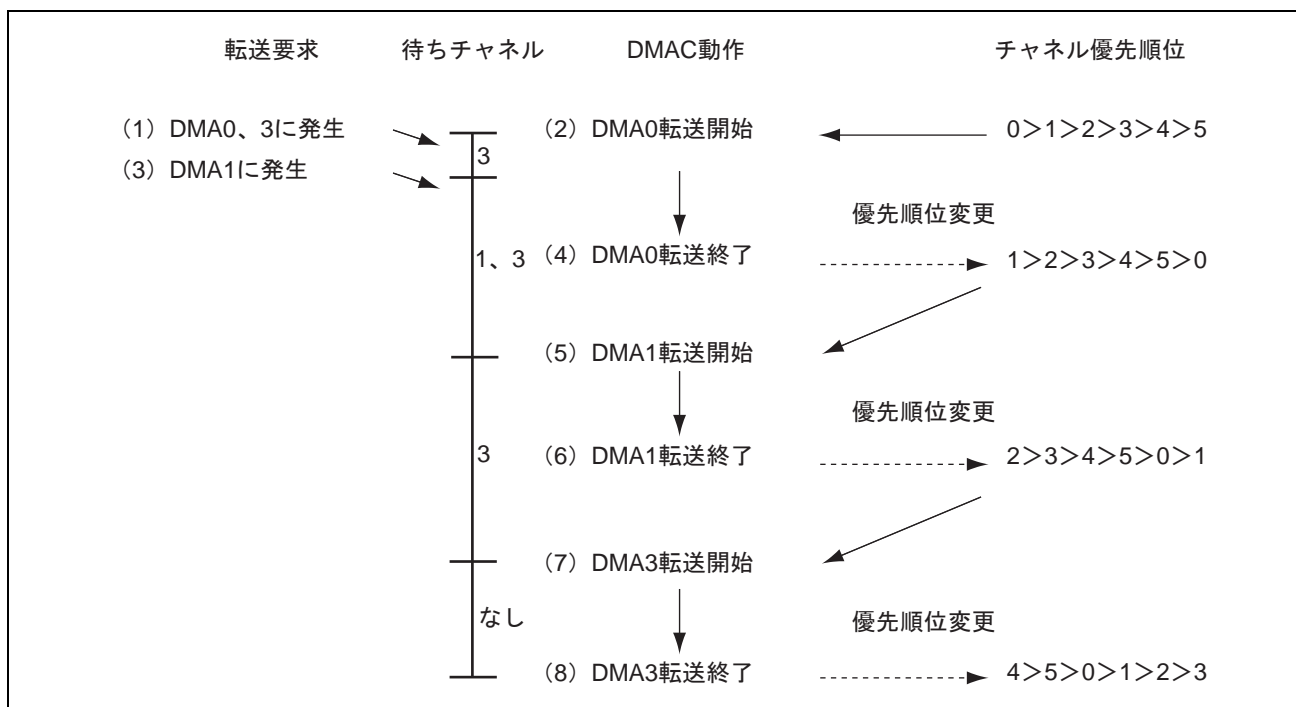 転送要求 待ちチャネル DMAC動作 チャネル優先順位
(1) DMA0、3に発生 (2) DMA0転送開始 0>1>2>3>4>5
3
(3) DMA1に発生
優先順位変更
1、3 (4) DMA0転送終了 1>2>3>4>5>0
(5) DMA1転送開始
優先順位変更
3 (6) DMA1転送終了 2>3>4>5>0>1
(7) DMA3転送開始
なし 優先順位変更
(8) DMA3転送終了 4>5>0>1>2>3